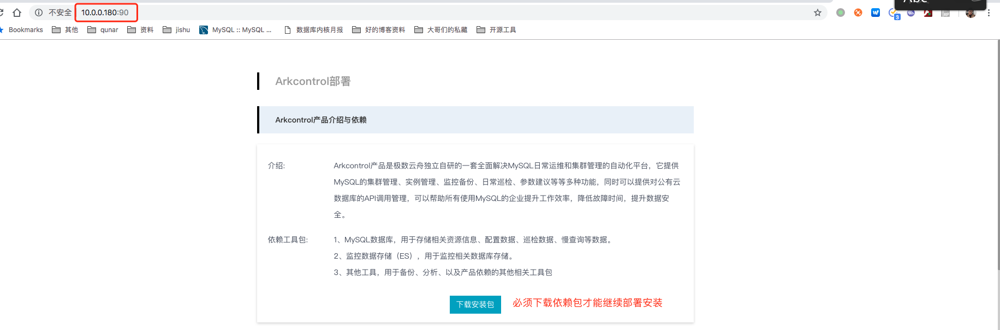 不安全 10.0.0.180:90
Bookmarks 其他 qunar 资料 jishu MySQL :: MySQL ... 数据库内核月报 好的博客资料 大哥们的私藏 开源工具
Arkcontrol部署
Arkcontrol产品介绍与依赖
介绍: Arkcontrol产品是极数云舟独立自研的一套全面解决MySQL日常运维和集群管理的自动化平台，它提供
MySQL的集群管理、实例管理、监控备份、日常巡检、参数建议等等多种功能，同时可以提供对公有云
数据库的API调用管理，可以帮助所有使用MySQL的企业提升工作效率，降低故障时间，提升数据安
全。
依赖工具包: 1、MySQL数据库，用于存储相关资源信息、配置数据、巡检数据、慢查询等数据。
2、监控数据存储（ES），用于监控相关数据库存储。
3、其他工具，用于备份、分析、以及产品依赖的其他相关工具包
下载安装包 必须下载依赖包才能继续部署安装